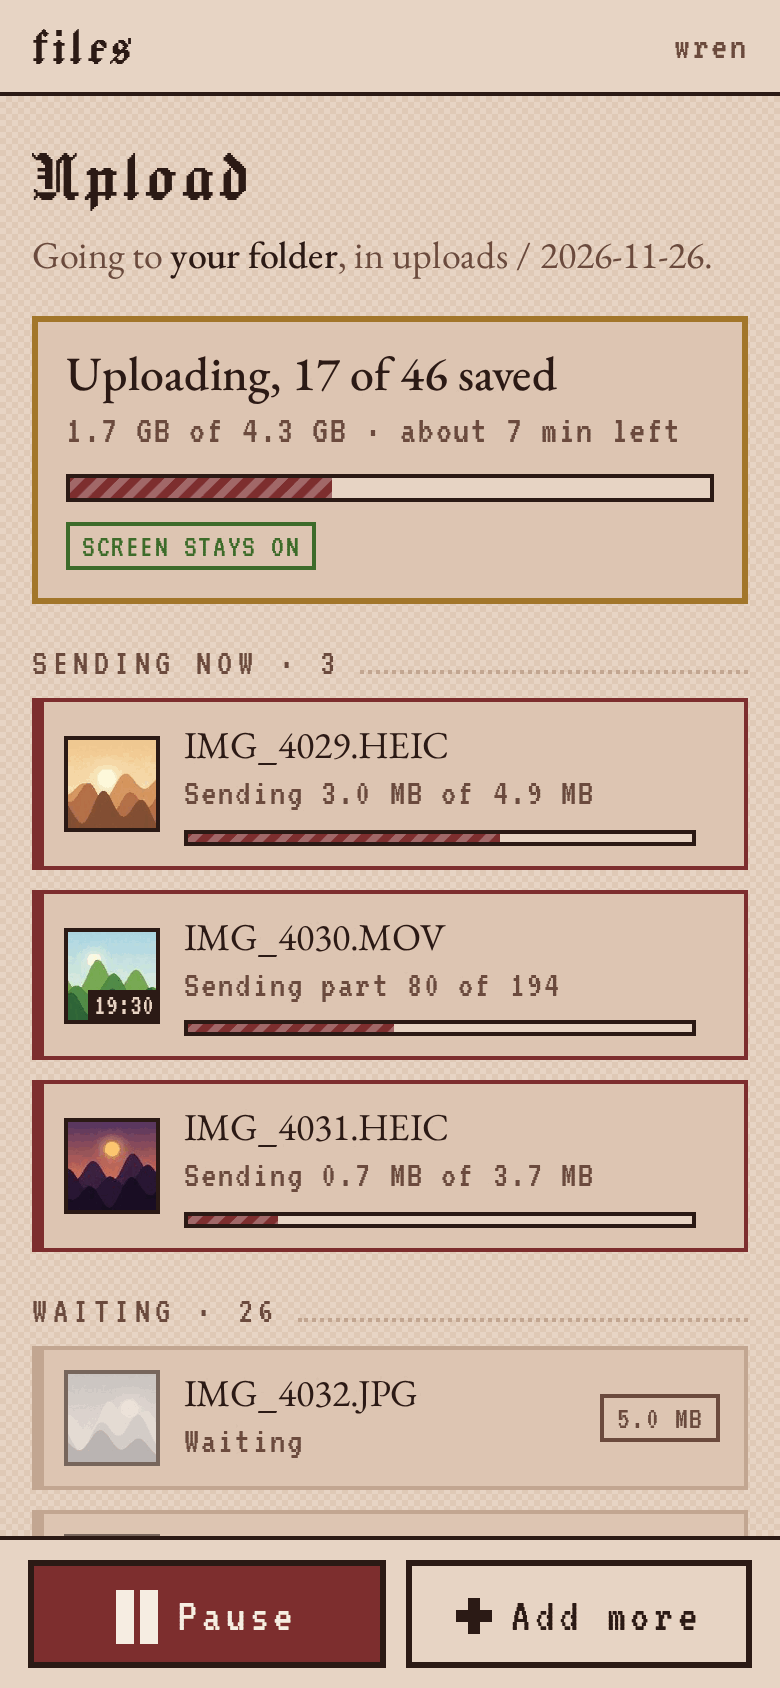 files
wren
Upload
Going to your folder, in uploads / 2026-11-26.
Uploading, 17 of 46 saved
1.7 GB of 4.3 GB · about 7 min left
SCREEN STAYS ON
SENDING NOW · 3
IMG_4029.HEIC
Sending 3.0 MB of 4.9 MB
IMG_4030.MOV
19:30
Sending part 80 of 194
IMG_4031.HEIC
Sending 0.7 MB of 3.7 MB
WAITING · 26
IMG_4032.JPG
5.0 MB
Waiting
Pause
Add more